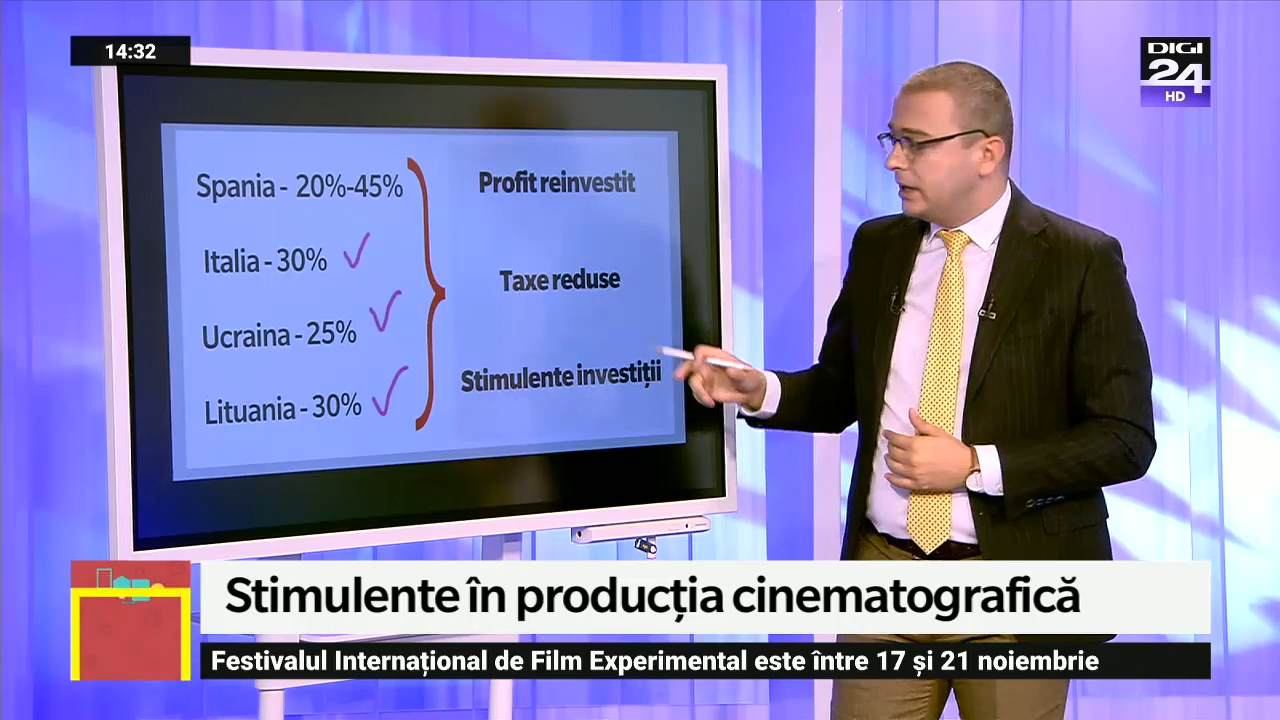 14:32
DIGI
24
HD
Spania - 20%-45%
Italia - 30%
Ucraina - 25%
Lituania - 30%
Profit reinvestit
Taxe reduse
Stimulente investiții
Stimulente în producția cinematografică
Festivalul Internațional de Film Experimental este între 17 și 21 noiembrie